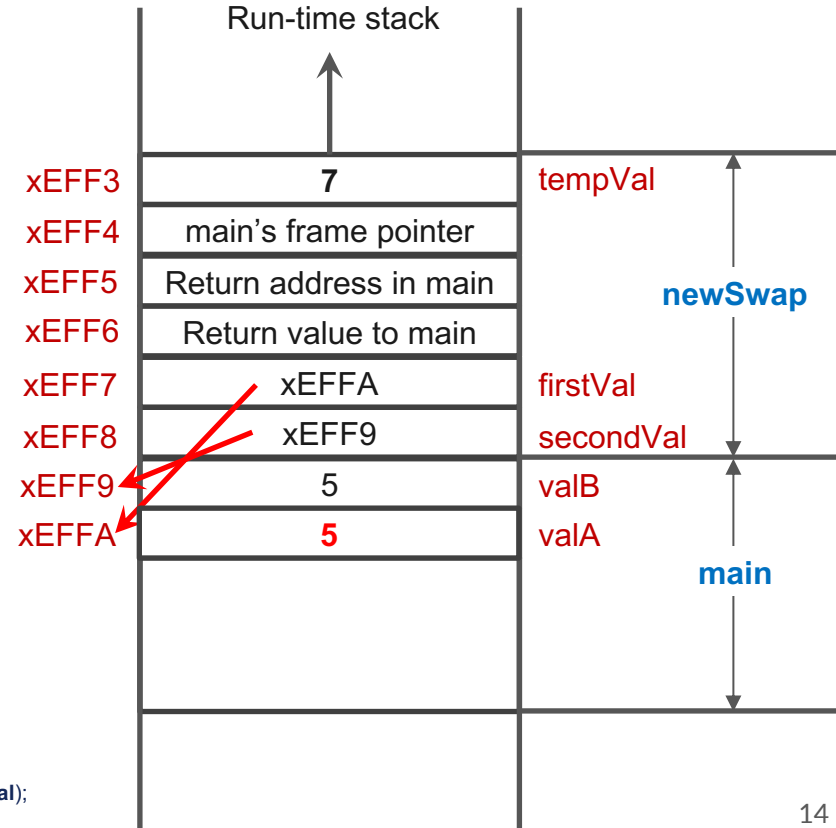 Run-time stack
xEFF3 7 tempVal
xEFF4 main's frame pointer
xEFF5 Return address in main
newSwap
xEFF6 Return value to main
xEFF7 xEFFA firstVal
xEFF8 xEFF9 secondVal
xEFF9 5 valB
xEFFA 5 valA
main
al);
14